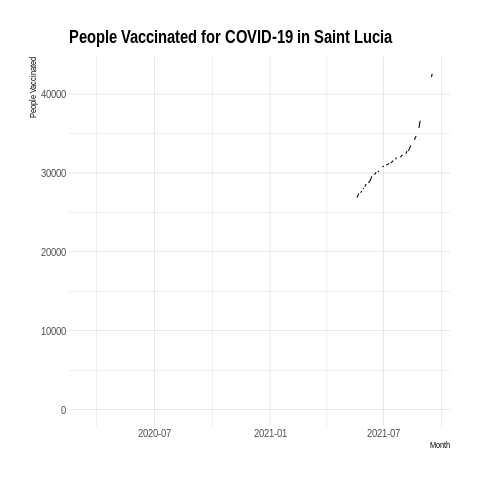 People Vaccinated for COVID-19 in Saint Lucia
People Vaccinated
40000
30000
20000
10000
0
2020-07 2021-01 2021-07
Month